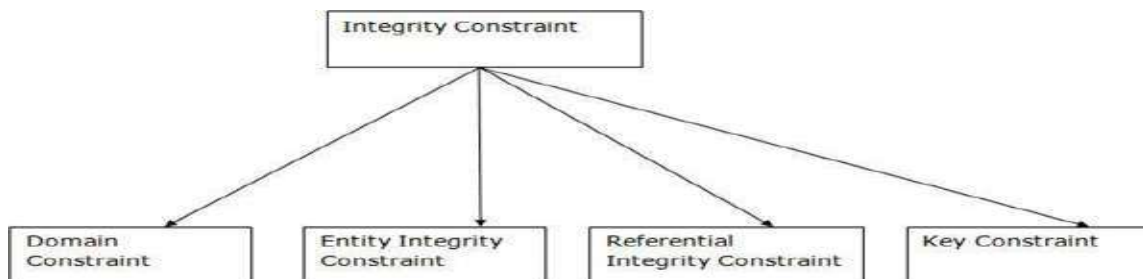 Integrity Constraint
Domain
Constraint
Entity Integrity
Constraint
Referential
Integrity Constraint
Key Constraint